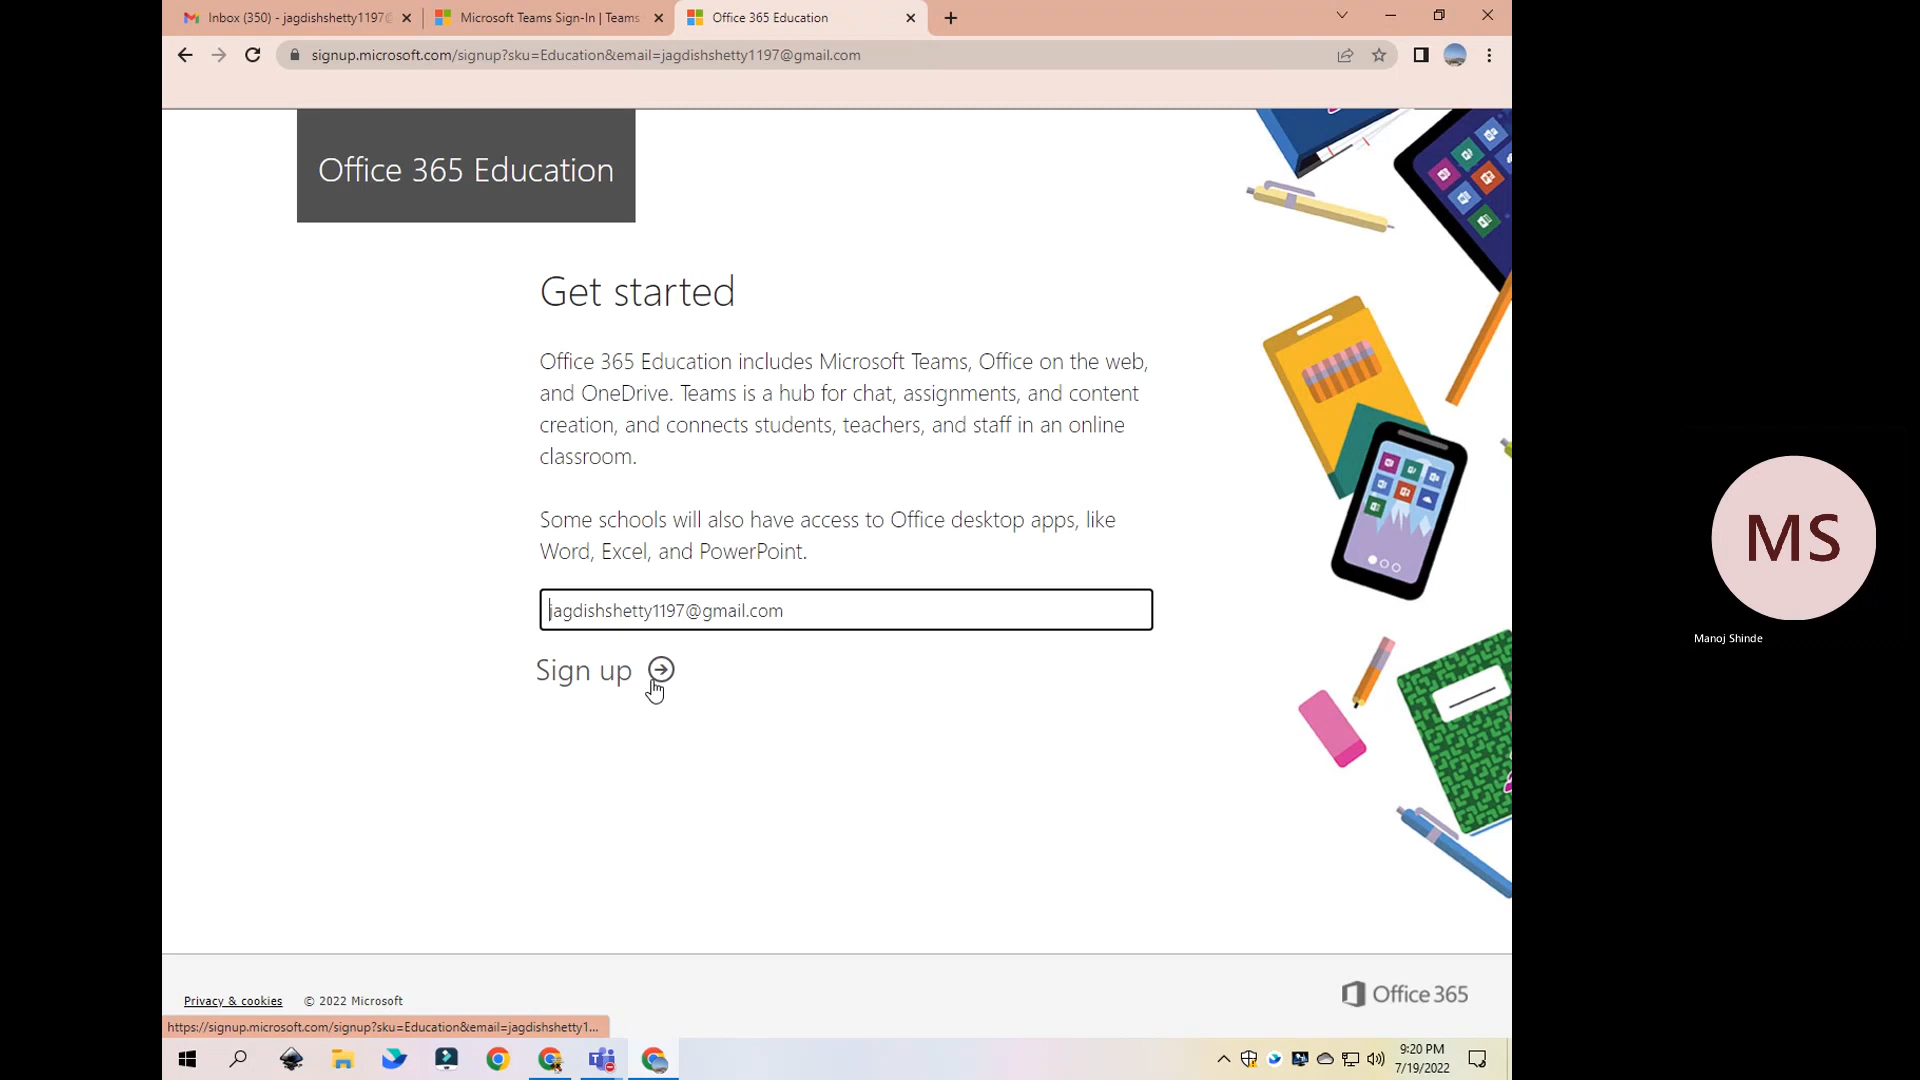 Inbox (350) - jagdishshetty1197@
Microsoft Teams Sign-In | Teams
Office 365 Education
signup.microsoft.com/signup?sku=Education&email=jagdishshetty1197@gmail.com
Office 365 Education
Get started
Office 365 Education includes Microsoft Teams, Office on the web,
and OneDrive. Teams is a hub for chat, assignments, and content
creation, and connects students, teachers, and staff in an online
classroom.
Some schools will also have access to Office desktop apps, like
Word, Excel, and PowerPoint.
jagdishshetty1197@gmail.com
Sign up
MS
Manoj Shinde
Privacy & cookies
© 2022 Microsoft
Office 365
https://signup.microsoft.com/signup?sku=Education&email=jagdishshetty1...
9:20 PM
7/19/2022